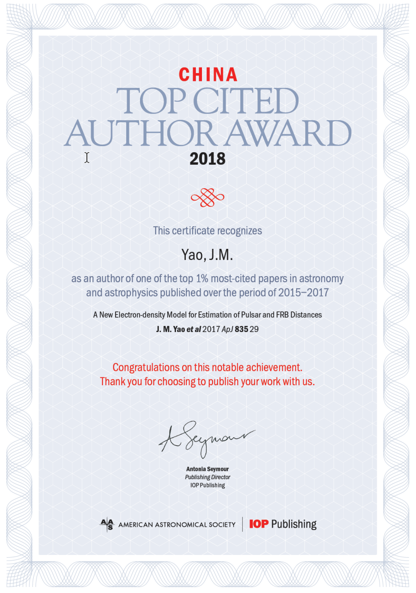 CHINA
TOP CITED
AUTHOR AWARD
2018
This certificate recognizes
Yao, J.M.
as an author of one of the top 1% most-cited papers in astronomy
and astrophysics published over the period of 2015–2017
A New Electron-density Model for Estimation of Pulsar and FRB Distances
J. M. Yao et al 2017 ApJ 835 29
Congratulations on this notable achievement.
Thank you for choosing to publish your work with us.
A Seymour
Antonia Seymour
Publishing Director
IOP Publishing
AAS AMERICAN ASTRONOMICAL SOCIETY | IOP Publishing